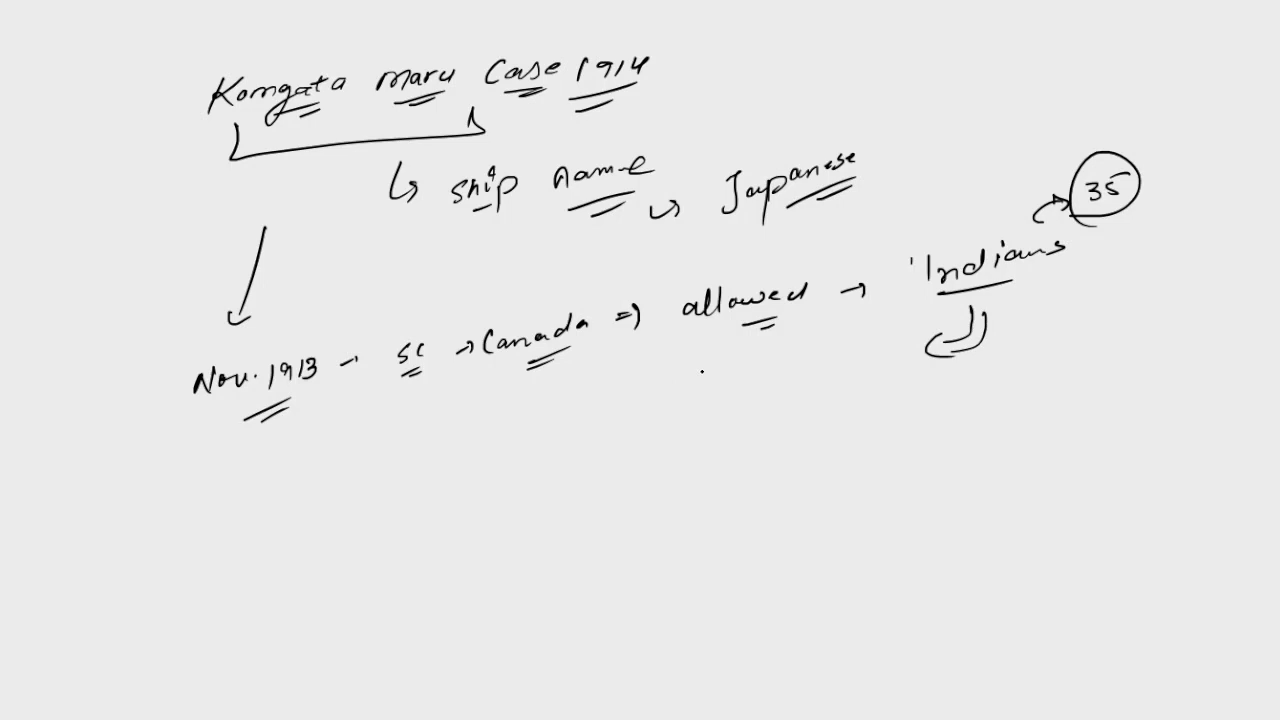 Komgata maru Case 1914
↳ ship name ↳ Japanese
35
Nov. 1913 → SC → Canada ⇒ allowed → Indians